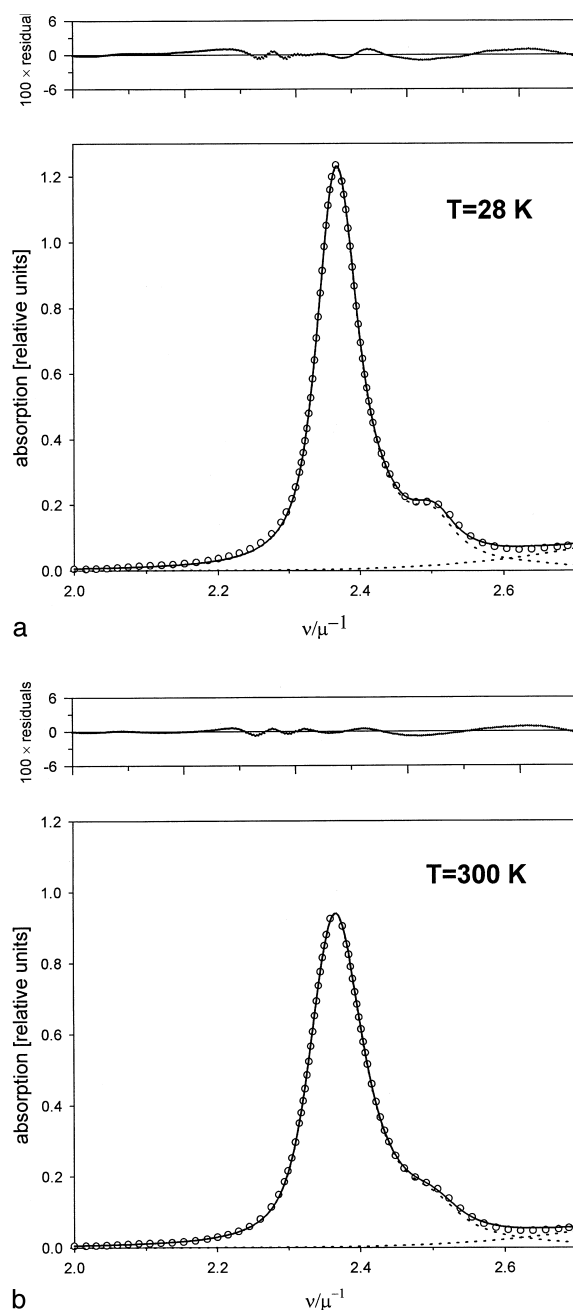 100 × residual
6
0
-6
absorption [relative units]
1.2
1.0
0.8
0.6
0.4
0.2
0.0
T=28 K
2.0
2.2
2.4
2.6
ν/μ⁻¹
a
100 × residuals
6
0
-6
absorption [relative units]
1.2
1.0
0.8
0.6
0.4
0.2
0.0
T=300 K
2.0
2.2
2.4
2.6
ν/μ⁻¹
b